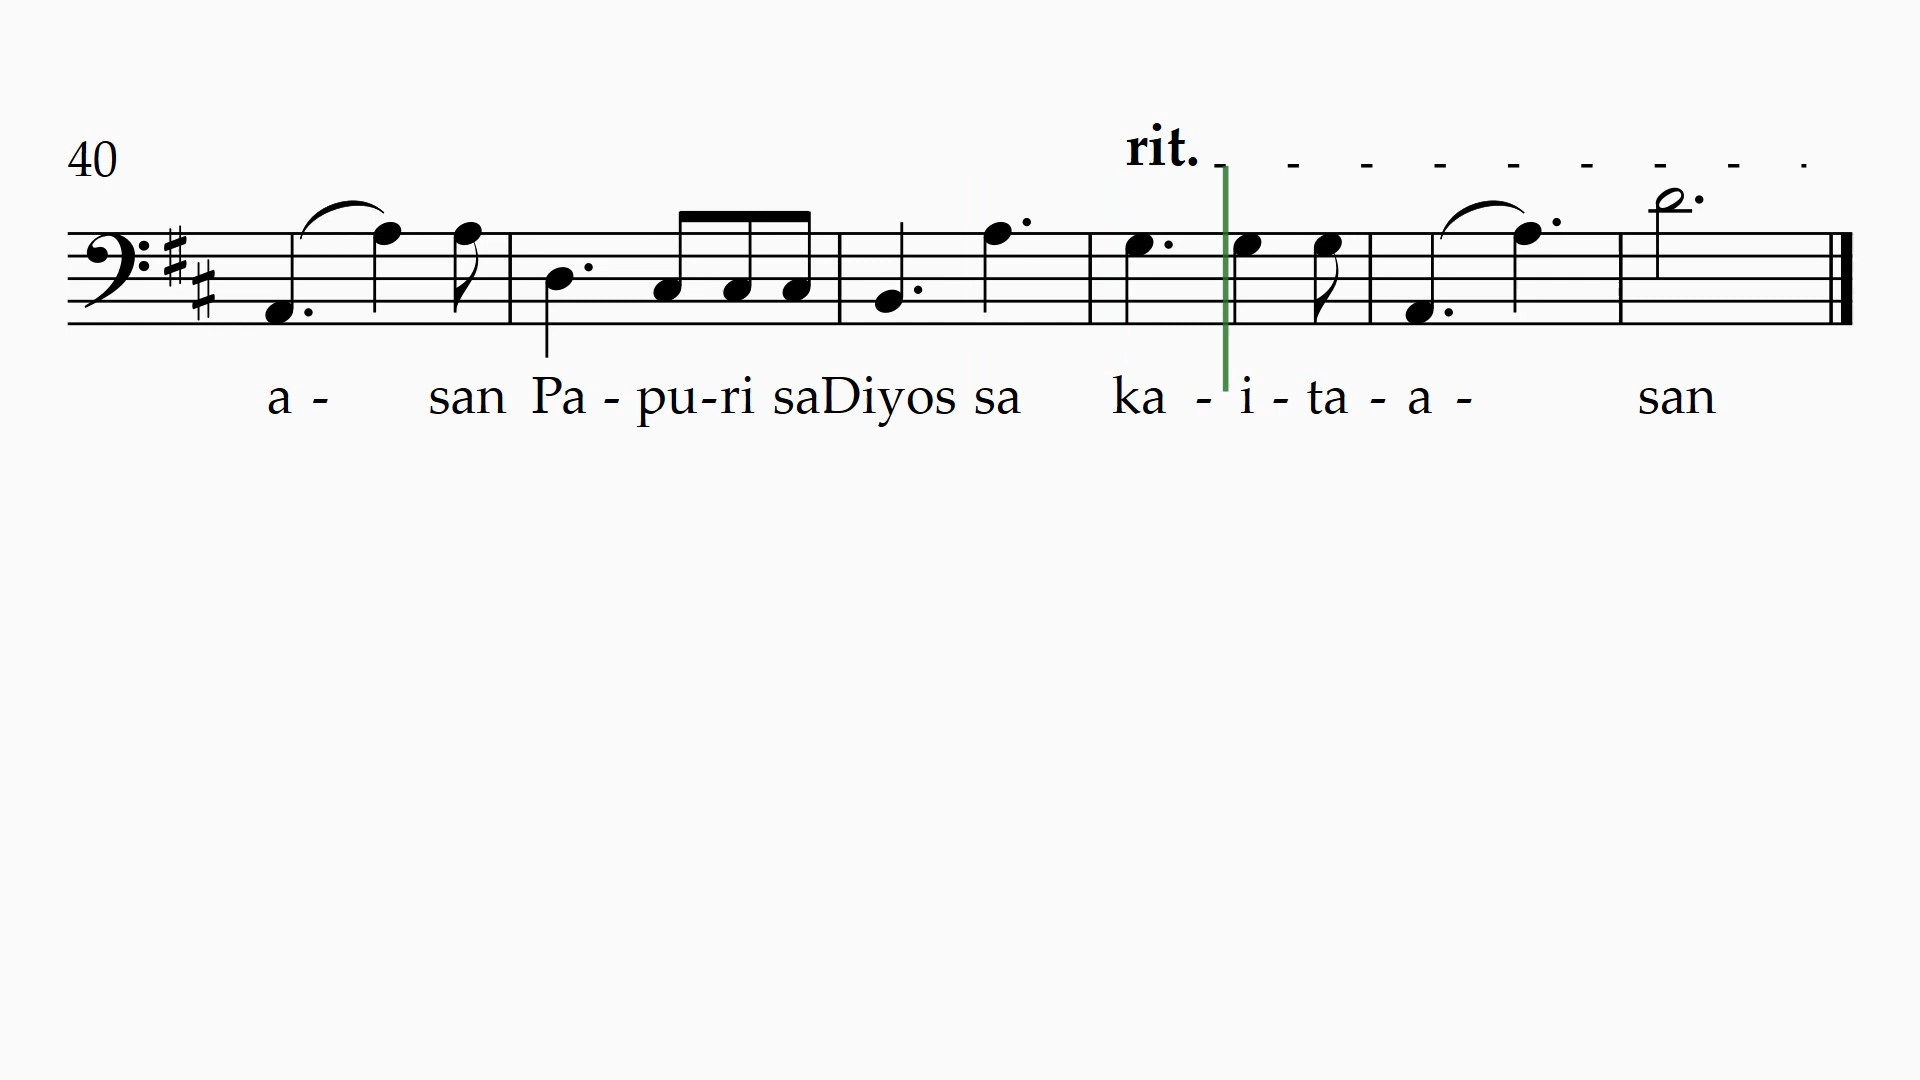 40
rit.
a - san Pa - pu-ri saDiyos sa ka - i - ta - a - san